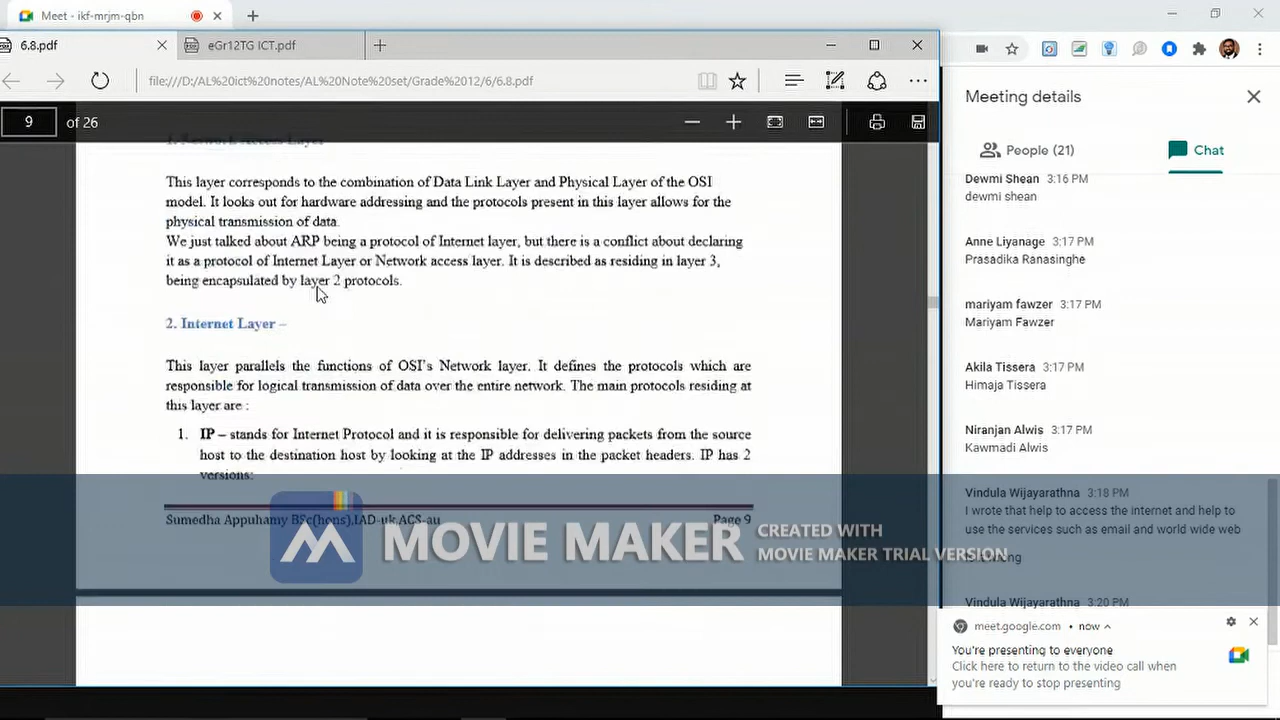 Meet - ikf-mrjm-qbn
6.8.pdf
eGr12TG ICT.pdf
file:///D:/AL%20ict%20notes/AL%20Note%20set/Grade%2012/6/6.8.pdf
9 of 26
1. Network Access Layer
This layer corresponds to the combination of Data Link Layer and Physical Layer of the OSI
model. It looks out for hardware addressing and the protocols present in this layer allows for the
physical transmission of data.
We just talked about ARP being a protocol of Internet layer, but there is a conflict about declaring
it as a protocol of Internet Layer or Network access layer. It is described as residing in layer 3,
being encapsulated by layer 2 protocols.
2. Internet Layer –
This layer parallels the functions of OSI's Network layer. It defines the protocols which are
responsible for logical transmission of data over the entire network. The main protocols residing at
this layer are :
1. IP – stands for Internet Protocol and it is responsible for delivering packets from the source
host to the destination host by looking at the IP addresses in the packet headers. IP has 2
versions:
Sumedha Appuhamy BSc(hons),IAD-uk,ACS-au Page 9
MOVIE MAKER
CREATED WITH
MOVIE MAKER TRIAL VERSION
Meeting details
People (21)
Chat
Dewmi Shean 3:16 PM
dewmi shean
Anne Liyanage 3:17 PM
Prasadika Ranasinghe
mariyam fawzer 3:17 PM
Mariyam Fawzer
Akila Tissera 3:17 PM
Himaja Tissera
Niranjan Alwis 3:17 PM
Kawmadi Alwis
Vindula Wijayarathna 3:18 PM
I wrote that help to access the internet and help to
use the services such as email and world wide web
Vindula Wijayarathna 3:20 PM
meet.google.com • now
You're presenting to everyone
Click here to return to the video call when
you're ready to stop presenting